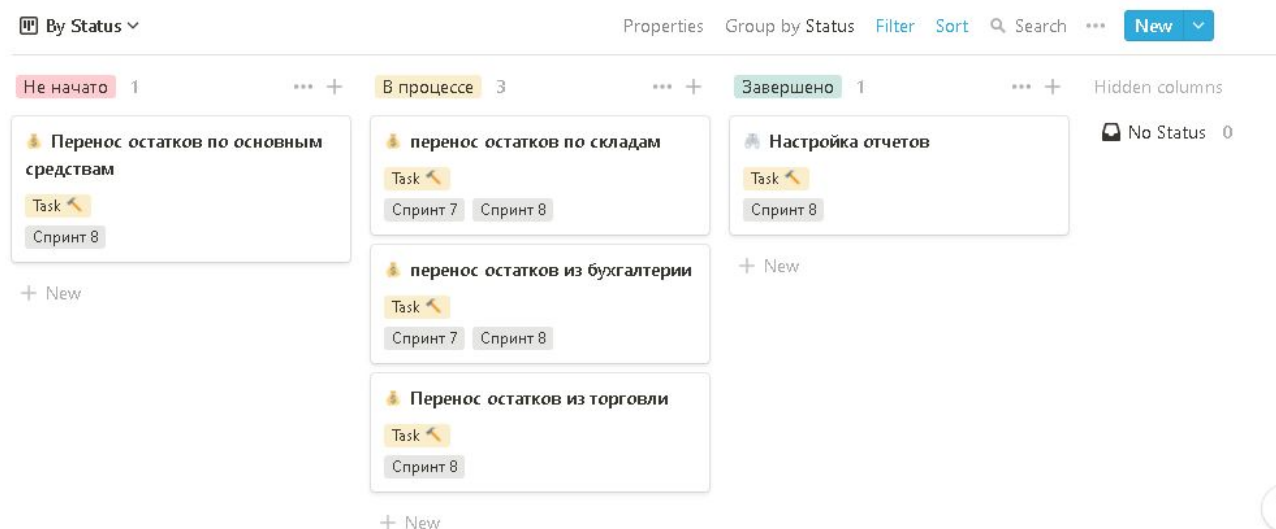 By Status
Properties Group by Status Filter Sort Search ... New
Не начато 1
Перенос остатков по основным
средствам
Task
Спринт 8
+ New
В процессе 3
перенос остатков по складам
Task
Спринт 7 Спринт 8
перенос остатков из бухгалтерии
Task
Спринт 7 Спринт 8
Перенос остатков из торговли
Task
Спринт 8
+ New
Завершено 1
Настройка отчетов
Task
Спринт 8
+ New
Hidden columns
No Status 0